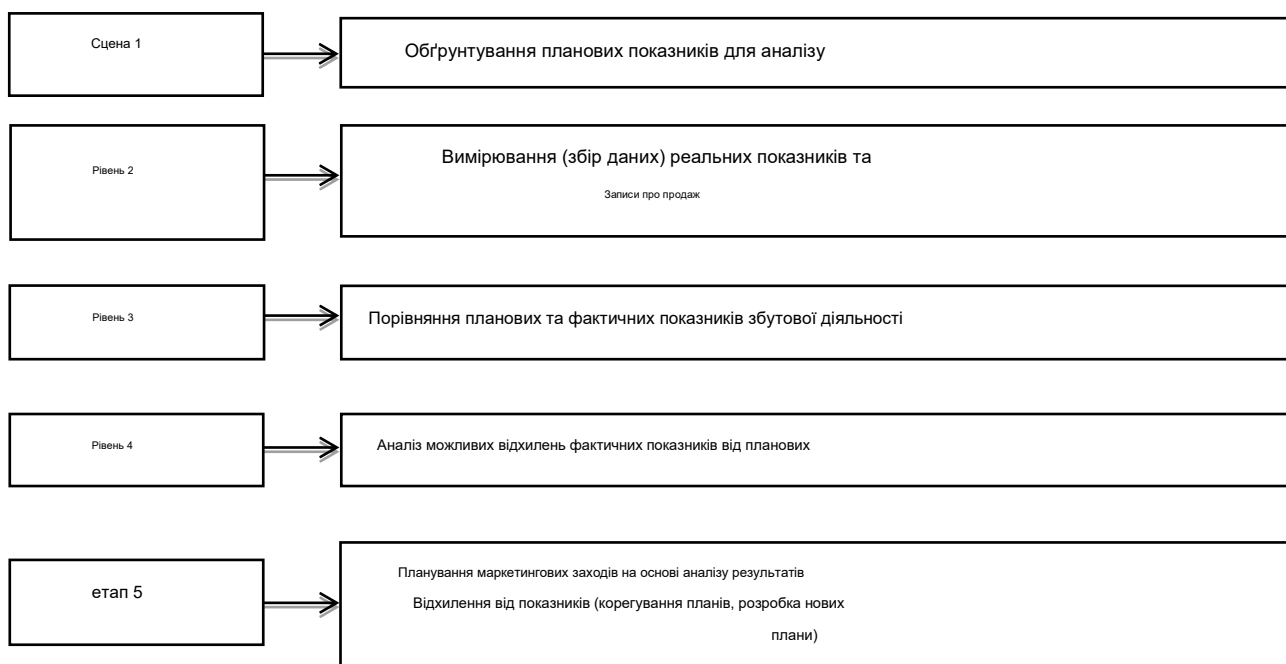 Сцена 1
Обґрунтування планових показників для аналізу
Рівень 2
Вимірювання (збір даних) реальних показників та
Записи про продаж
Рівень 3
Порівняння планових та фактичних показників збутової діяльності
Рівень 4
Аналіз можливих відхилень фактичних показників від планових
етап 5
Планування маркетингових заходів на основі аналізу результатів
Відхилення від показників (корегування планів, розробка нових
плани)